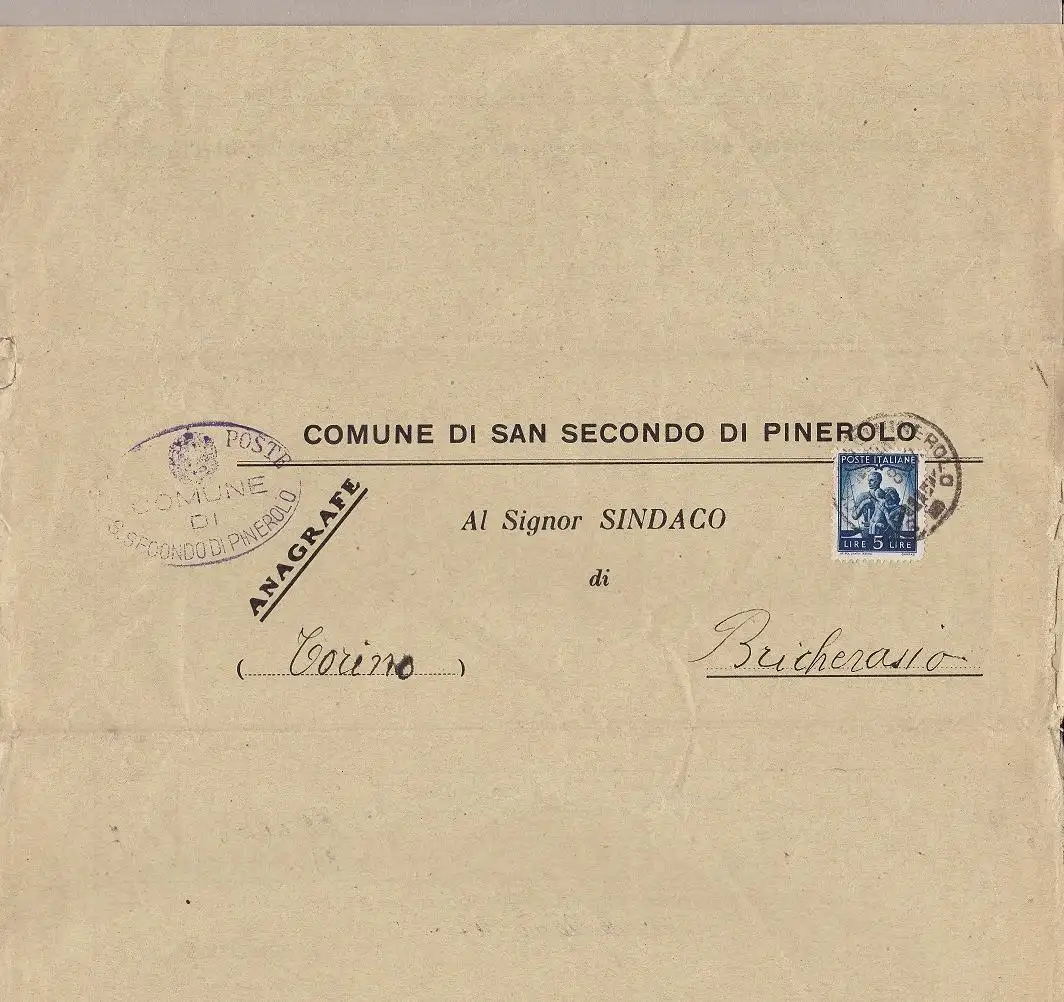 COMUNE DI SAN SECONDO DI PINEROLO
POSTE
COMUNE
DI
S. SECONDO DI PINEROLO
ANAGRAFE
Al Signor SINDACO
di
Bricherasio
( Torino )
POSTE ITALIANE
LIRE 5 LIRE